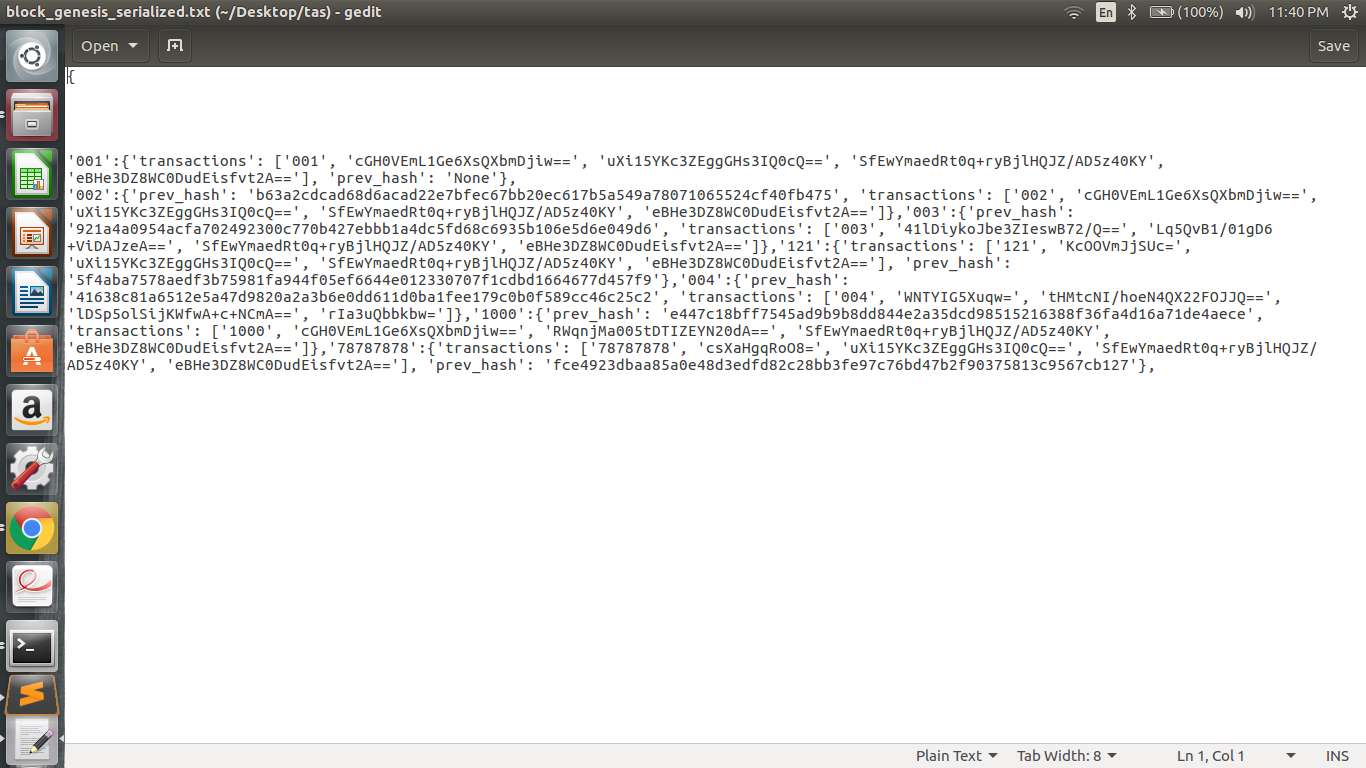 block_genesis_serialized.txt (~/Desktop/tas) - gedit
En
(100%)
11:40 PM
Open
Save
{
'001':{'transactions': ['001', 'cGH0VEmL1Ge6XsQXbmDjiw==', 'uXi15YKc3ZEggGHs3IQ0cQ==', 'SfEwYmaedRt0q+ryBjlHQJZ/AD5z40KY',
'eBHe3DZ8WC0DudEisfvt2A=='], 'prev_hash': 'None'},
'002':{'prev_hash': 'b63a2cdcad68d6acad22e7bfec67bb20ec617b5a549a78071065524cf40fb475', 'transactions': ['002', 'cGH0VEmL1Ge6XsQXbmDjiw==',
'uXi15YKc3ZEggGHs3IQ0cQ==', 'SfEwYmaedRt0q+ryBjlHQJZ/AD5z40KY', 'eBHe3DZ8WC0DudEisfvt2A==']},'003':{'prev_hash':
'921a4a0954acfa702492300c770b427ebbb1a4dc5fd68c6935b106e5d6e049d6', 'transactions': ['003', '41lDiykoJbe3ZIeswB72/Q==', 'Lq5QvB1/01gD6
+ViDAJzeA==', 'SfEwYmaedRt0q+ryBjlHQJZ/AD5z40KY', 'eBHe3DZ8WC0DudEisfvt2A==']},'121':{'transactions': ['121', 'KcOOVmJjSUc=',
'uXi15YKc3ZEggGHs3IQ0cQ==', 'SfEwYmaedRt0q+ryBjlHQJZ/AD5z40KY', 'eBHe3DZ8WC0DudEisfvt2A=='], 'prev_hash':
'5f4aba7578aedf3b75981fa944f05ef6644e012330707f1cdbd1664677d457f9'},'004':{'prev_hash':
'41638c81a6512e5a47d9820a2a3b6e0dd611d0ba1fee179c0b0f589cc46c25c2', 'transactions': ['004', 'WNTYIG5Xuqw=', 'tHMtcNI/hoeN4QX22FOJJQ==',
'lDSp5olSijKWfwA+c+NCmA==', 'rIa3uQbbkbw=']},'1000':{'prev_hash': 'e447c18bff7545ad9b9b8dd844e2a35dcd98515216388f36fa4d16a71de4aece',
'transactions': ['1000', 'cGH0VEmL1Ge6XsQXbmDjiw==', 'RWqnjMa005tDTIZEYN20dA==', 'SfEwYmaedRt0q+ryBjlHQJZ/AD5z40KY',
'eBHe3DZ8WC0DudEisfvt2A==']},'78787878':{'transactions': ['78787878', 'csXaHgqRoO8=', 'uXi15YKc3ZEggGHs3IQ0cQ==', 'SfEwYmaedRt0q+ryBjlHQJZ/
AD5z40KY', 'eBHe3DZ8WC0DudEisfvt2A=='], 'prev_hash': 'fce4923dbaa85a0e48d3edfd82c28bb3fe97c76bd47b2f90375813c9567cb127'},
Plain Text
Tab Width: 8
Ln 1, Col 1
INS